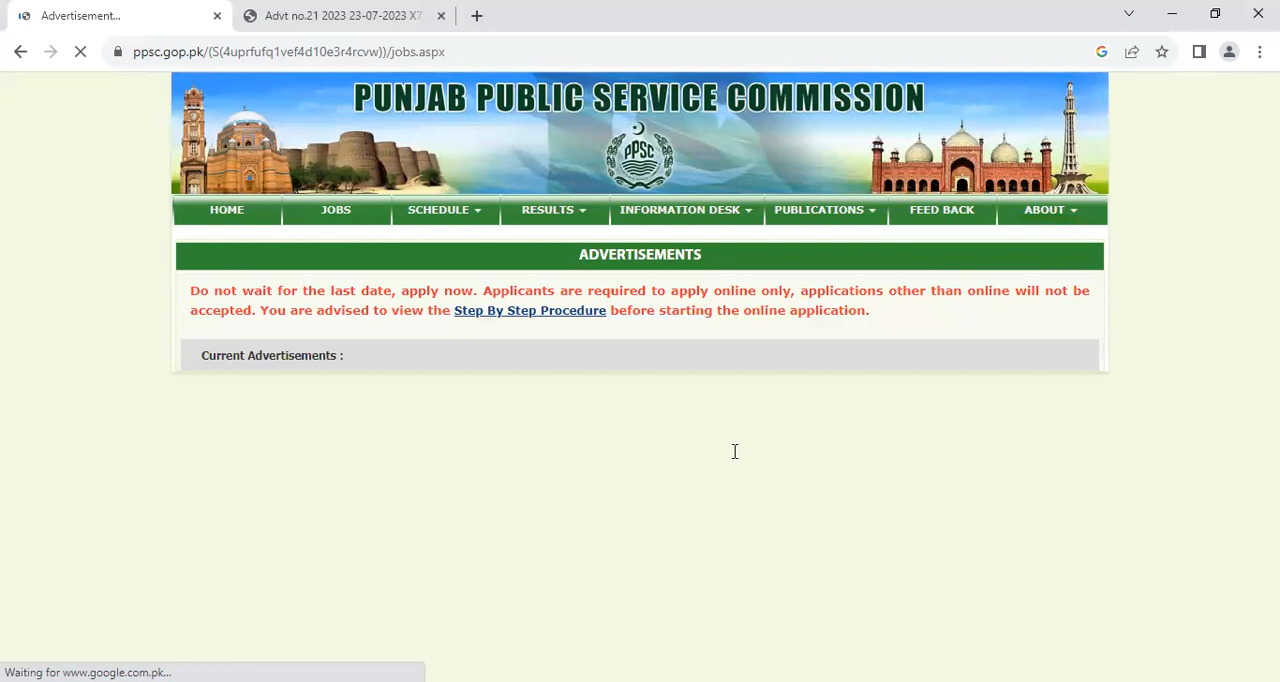 Advertisement...
Advt no.21 2023 23-07-2023 X7
ppsc.gop.pk/(S(4uprfufq1vef4d10e3r4rcvw))/jobs.aspx
PUNJAB PUBLIC SERVICE COMMISSION
PPSC
HOME JOBS SCHEDULE RESULTS INFORMATION DESK PUBLICATIONS FEED BACK ABOUT
ADVERTISEMENTS
Do not wait for the last date, apply now. Applicants are required to apply online only, applications other than online will not be
accepted. You are advised to view the Step By Step Procedure before starting the online application.
Current Advertisements :
Waiting for www.google.com.pk...